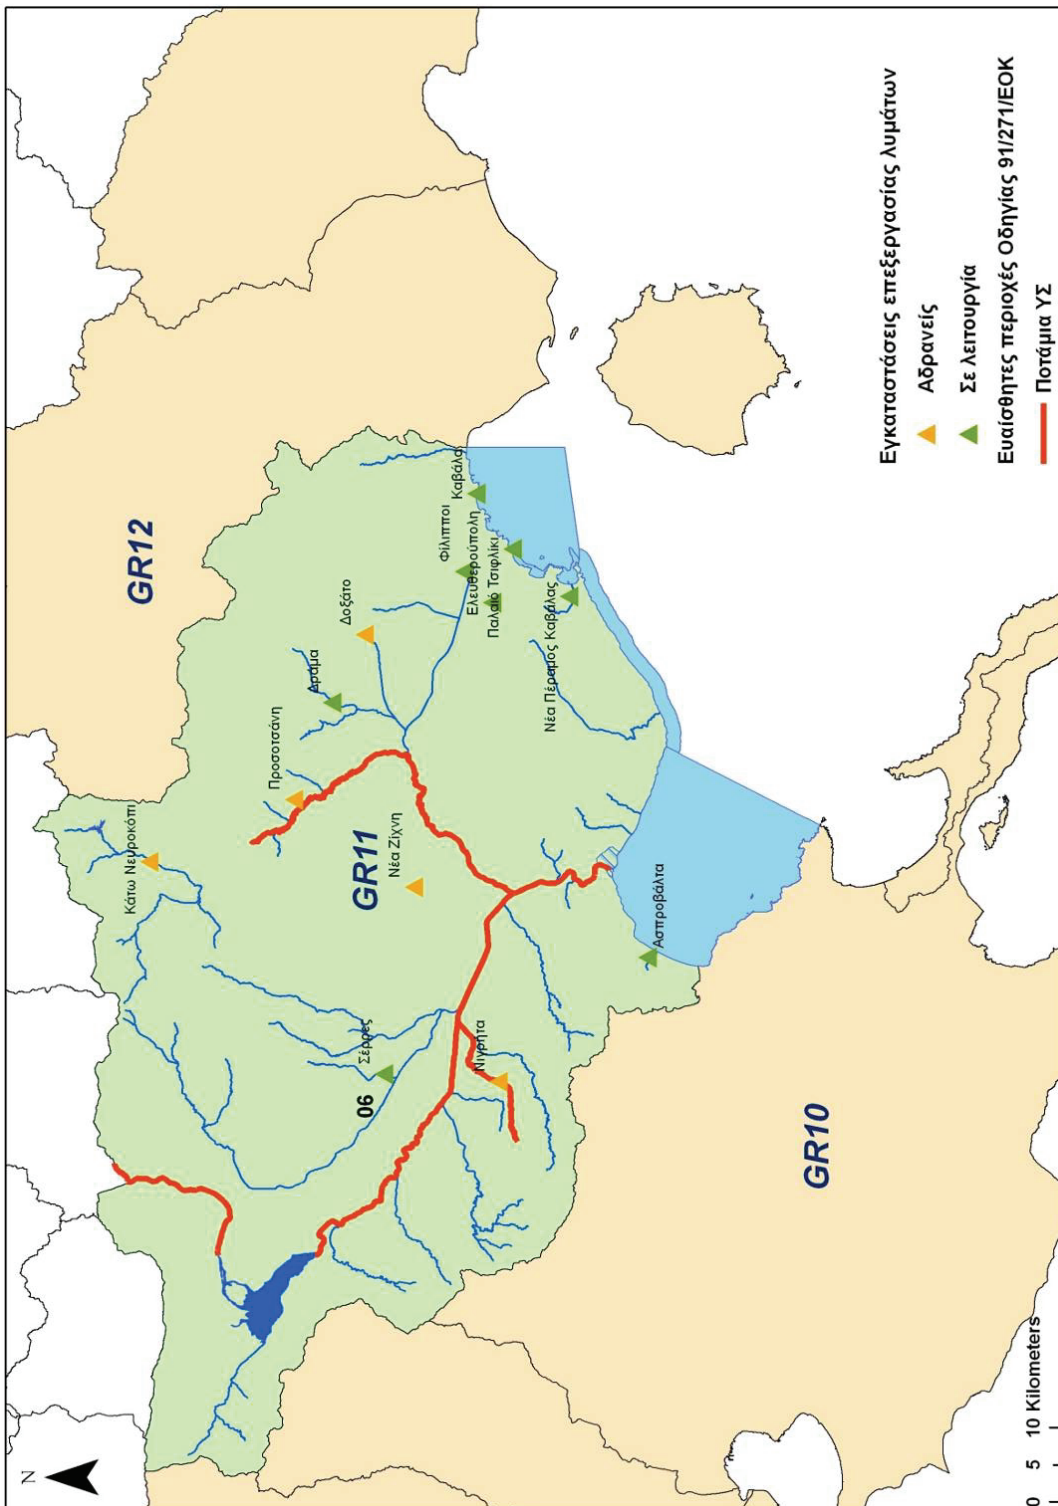 N
GR12
Κάτω Νευροκόπι
Προσοτσάνη
Δράμα
Δοξάτο
Φίλιπποι
Καβάλα
Ελευθερούπολη
Παλαιό Τσιφλίκι
Νέα Πέραμος Καβάλας
GR11
Νέα Ζίχνη
Σέρρες
06
Νιγρήτα
Ασπροβάλτα
GR10
Εγκαταστάσεις επεξεργασίας λυμάτων
Αδρανείς
Σε λειτουργία
Ευαίσθητες περιοχές Οδηγίας 91/271/ΕΟΚ
Ποτάμια ΥΣ
0 5 10 Kilometers